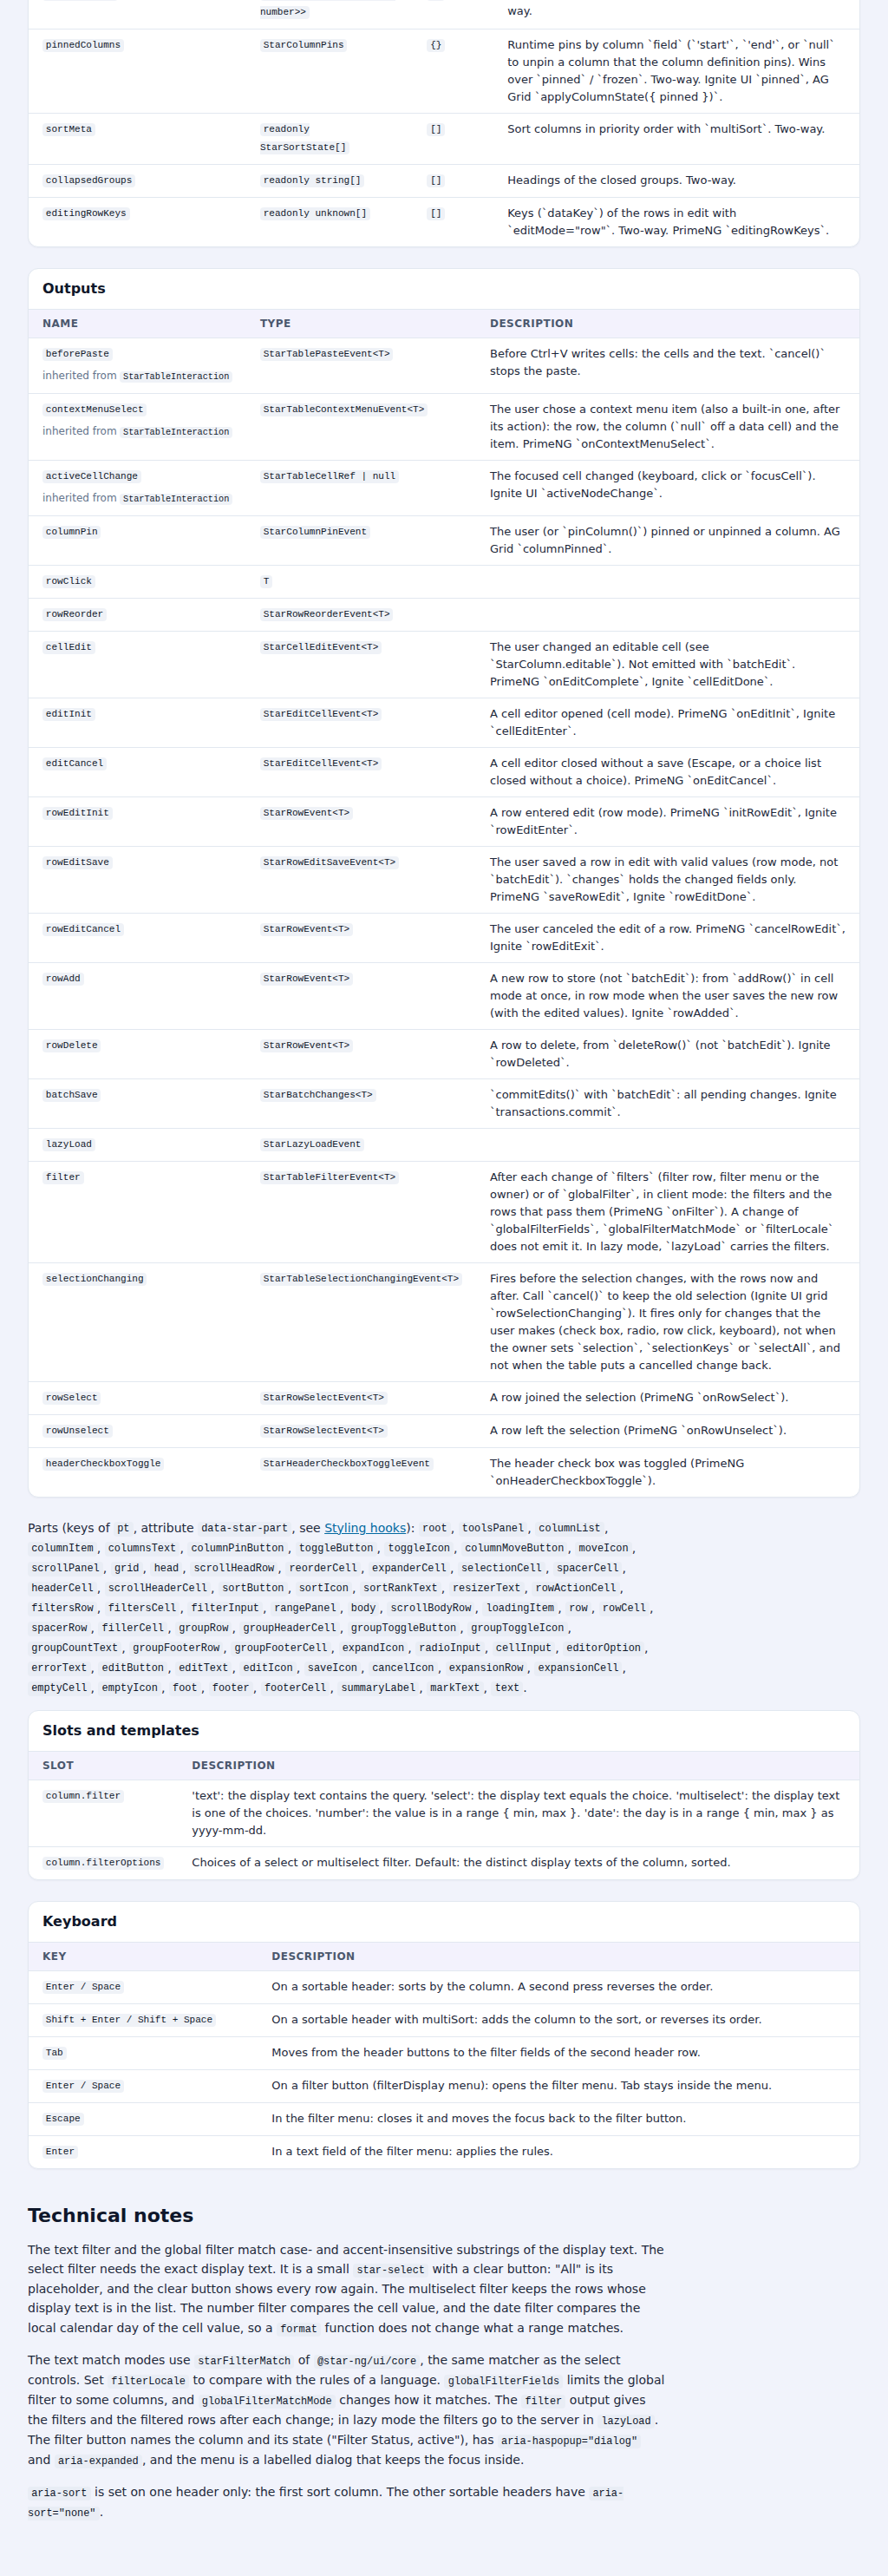 number>>
way.
pinnedColumns StarColumnPins {} Runtime pins by column `field` (`'start'`, `'end'`, or `null`
to unpin a column that the column definition pins). Wins
over `pinned` / `frozen`. Two-way. Ignite UI `pinned`, AG
Grid `applyColumnState({ pinned })`.
sortMeta readonly [] Sort columns in priority order with `multiSort`. Two-way.
StarSortState[]
collapsedGroups readonly string[] [] Headings of the closed groups. Two-way.
editingRowKeys readonly unknown[] [] Keys (`dataKey`) of the rows in edit with
`editMode="row"`. Two-way. PrimeNG `editingRowKeys`.
Outputs
NAME TYPE DESCRIPTION
beforePaste StarTablePasteEvent<T> Before Ctrl+V writes cells: the cells and the text. `cancel()`
inherited from StarTableInteraction stops the paste.
contextMenuSelect StarTableContextMenuEvent<T> The user chose a context menu item (also a built-in one, after
inherited from StarTableInteraction its action): the row, the column (`null` off a data cell) and the
item. PrimeNG `onContextMenuSelect`.
activeCellChange StarTableCellRef | null The focused cell changed (keyboard, click or `focusCell`).
inherited from StarTableInteraction Ignite UI `activeNodeChange`.
columnPin StarColumnPinEvent The user (or `pinColumn()`) pinned or unpinned a column. AG
Grid `columnPinned`.
rowClick T
rowReorder StarRowReorderEvent<T>
cellEdit StarCellEditEvent<T> The user changed an editable cell (see
`StarColumn.editable`). Not emitted with `batchEdit`.
PrimeNG `onEditComplete`, Ignite `cellEditDone`.
editInit StarEditCellEvent<T> A cell editor opened (cell mode). PrimeNG `onEditInit`, Ignite
`cellEditEnter`.
editCancel StarEditCellEvent<T> A cell editor closed without a save (Escape, or a choice list
closed without a choice). PrimeNG `onEditCancel`.
rowEditInit StarRowEvent<T> A row entered edit (row mode). PrimeNG `initRowEdit`, Ignite
`rowEditEnter`.
rowEditSave StarRowEditSaveEvent<T> The user saved a row in edit with valid values (row mode, not
`batchEdit`). `changes` holds the changed fields only.
PrimeNG `saveRowEdit`, Ignite `rowEditDone`.
rowEditCancel StarRowEvent<T> The user canceled the edit of a row. PrimeNG `cancelRowEdit`,
Ignite `rowEditExit`.
rowAdd StarRowEvent<T> A new row to store (not `batchEdit`): from `addRow()` in cell
mode at once, in row mode when the user saves the new row
(with the edited values). Ignite `rowAdded`.
rowDelete StarRowEvent<T> A row to delete, from `deleteRow()` (not `batchEdit`). Ignite
`rowDeleted`.
batchSave StarBatchChanges<T> `commitEdits()` with `batchEdit`: all pending changes. Ignite
`transactions.commit`.
lazyLoad StarLazyLoadEvent
filter StarTableFilterEvent<T> After each change of `filters` (filter row, filter menu or the
owner) or of `globalFilter`, in client mode: the filters and the
rows that pass them (PrimeNG `onFilter`). A change of
`globalFilterFields`, `globalFilterMatchMode` or `filterLocale`
does not emit it. In lazy mode, `lazyLoad` carries the filters.
selectionChanging StarTableSelectionChangingEvent<T> Fires before the selection changes, with the rows now and
after. Call `cancel()` to keep the old selection (Ignite UI grid
`rowSelectionChanging`). It fires only for changes that the
user makes (check box, radio, row click, keyboard), not when
the owner sets `selection`, `selectionKeys` or `selectAll`, and
not when the table puts a cancelled change back.
rowSelect StarRowSelectEvent<T> A row joined the selection (PrimeNG `onRowSelect`).
rowUnselect StarRowSelectEvent<T> A row left the selection (PrimeNG `onRowUnselect`).
headerCheckboxToggle StarHeaderCheckboxToggleEvent The header check box was toggled (PrimeNG
`onHeaderCheckboxToggle`).
Parts (keys of pt, attribute data-star-part, see Styling hooks): root, toolsPanel, columnList,
columnItem, columnsText, columnPinButton, toggleButton, toggleIcon, columnMoveButton, moveIcon,
scrollPanel, grid, head, scrollHeadRow, reorderCell, expanderCell, selectionCell, spacerCell,
headerCell, scrollHeaderCell, sortButton, sortIcon, sortRankText, resizerText, rowActionCell,
filtersRow, filtersCell, filterInput, rangePanel, body, scrollBodyRow, loadingItem, row, rowCell,
spacerRow, fillerCell, groupRow, groupHeaderCell, groupToggleButton, groupToggleIcon,
groupCountText, groupFooterRow, groupFooterCell, expandIcon, radioInput, cellInput, editorOption,
errorText, editButton, editText, editIcon, saveIcon, cancelIcon, expansionRow, expansionCell,
emptyCell, emptyIcon, foot, footer, footerCell, summaryLabel, markText, text.
Slots and templates
SLOT DESCRIPTION
column.filter 'text': the display text contains the query. 'select': the display text equals the choice. 'multiselect': the display text
is one of the choices. 'number': the value is in a range { min, max }. 'date': the day is in a range { min, max } as
yyyy-mm-dd.
column.filterOptions Choices of a select or multiselect filter. Default: the distinct display texts of the column, sorted.
Keyboard
KEY DESCRIPTION
Enter / Space On a sortable header: sorts by the column. A second press reverses the order.
Shift + Enter / Shift + Space On a sortable header with multiSort: adds the column to the sort, or reverses its order.
Tab Moves from the header buttons to the filter fields of the second header row.
Enter / Space On a filter button (filterDisplay menu): opens the filter menu. Tab stays inside the menu.
Escape In the filter menu: closes it and moves the focus back to the filter button.
Enter In a text field of the filter menu: applies the rules.
Technical notes
The text filter and the global filter match case- and accent-insensitive substrings of the display text. The
select filter needs the exact display text. It is a small star-select with a clear button: "All" is its
placeholder, and the clear button shows every row again. The multiselect filter keeps the rows whose
display text is in the list. The number filter compares the cell value, and the date filter compares the
local calendar day of the cell value, so a format function does not change what a range matches.
The text match modes use starFilterMatch of @star-ng/ui/core, the same matcher as the select
controls. Set filterLocale to compare with the rules of a language. globalFilterFields limits the global
filter to some columns, and globalFilterMatchMode changes how it matches. The filter output gives
the filters and the filtered rows after each change; in lazy mode the filters go to the server in lazyLoad.
The filter button names the column and its state ("Filter Status, active"), has aria-haspopup="dialog"
and aria-expanded, and the menu is a labelled dialog that keeps the focus inside.
aria-sort is set on one header only: the first sort column. The other sortable headers have aria-
sort="none".